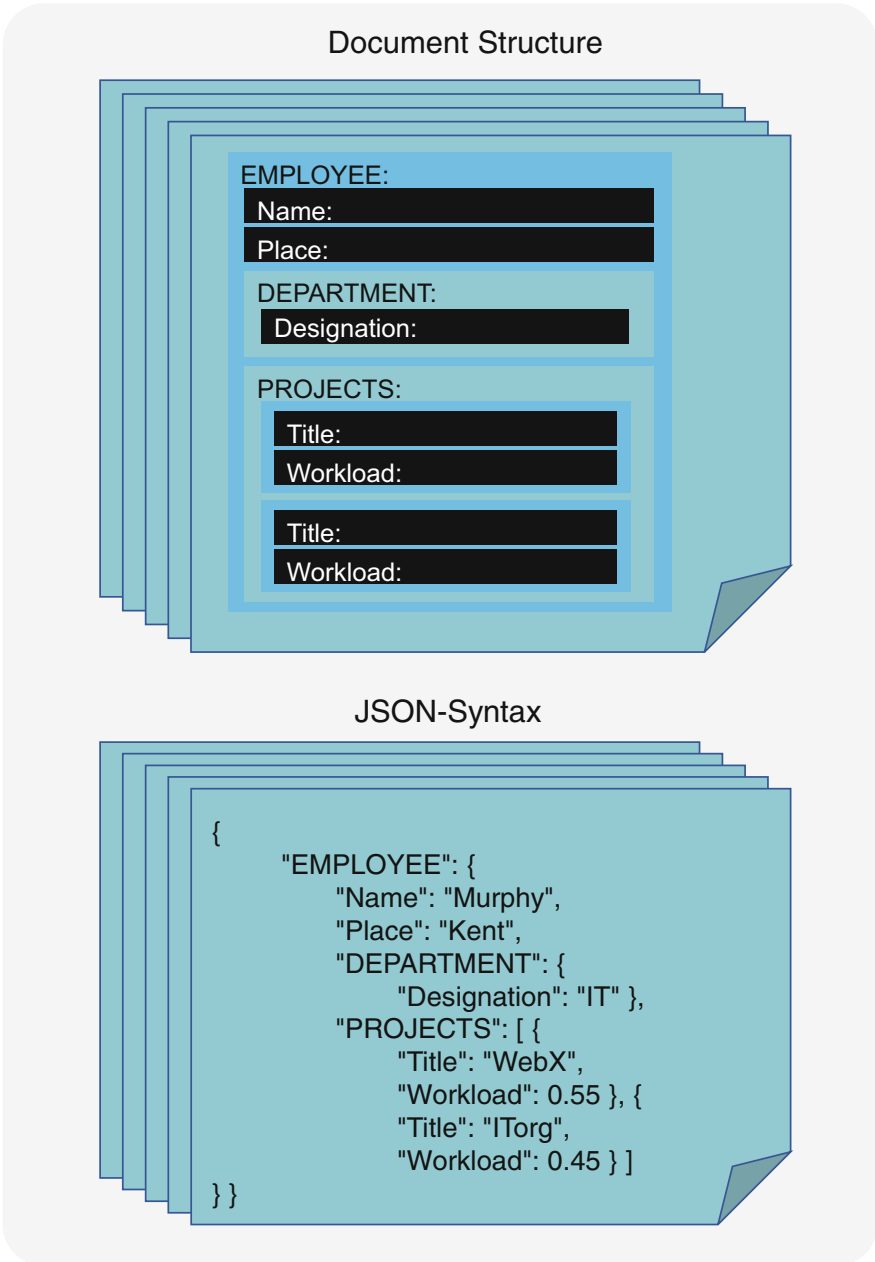 Document Structure
EMPLOYEE:
Name:
Place:
DEPARTMENT:
Designation:
PROJECTS:
Title:
Workload:
Title:
Workload:
JSON-Syntax
{
"EMPLOYEE": {
"Name": "Murphy",
"Place": "Kent",
"DEPARTMENT": {
"Designation": "IT" },
"PROJECTS": [ {
"Title": "WebX",
"Workload": 0.55 }, {
"Title": "ITorg",
"Workload": 0.45 } ]
} }